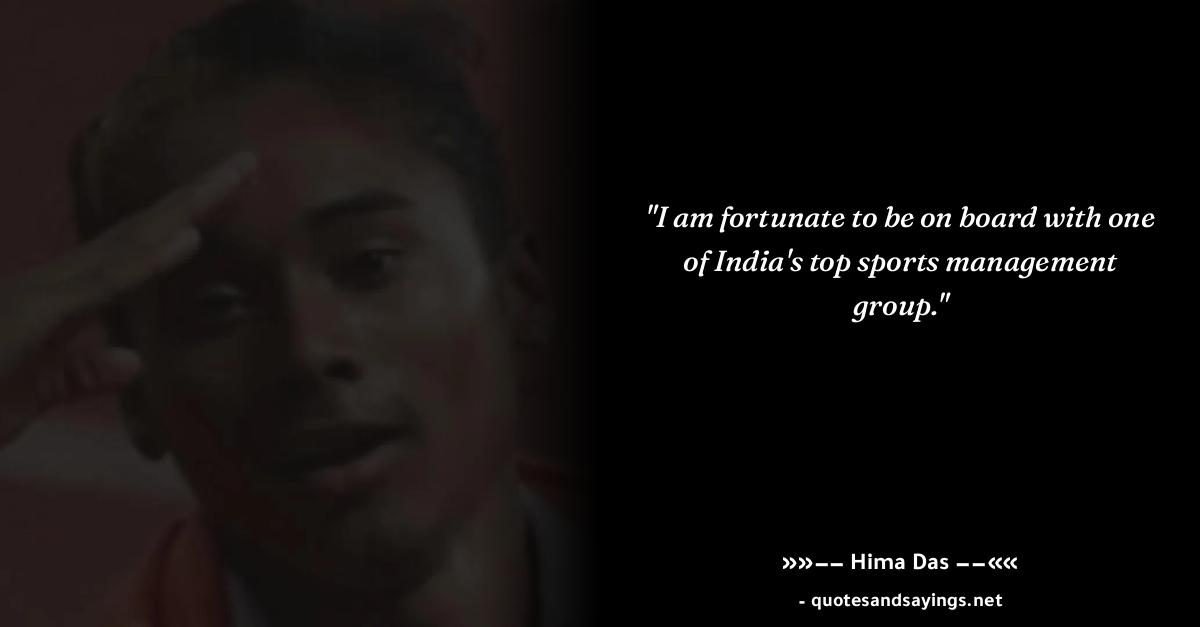 "I am fortunate to be on board with one
of India's top sports management
group."
»»−− Hima Das −−««
- quotesandsayings.net